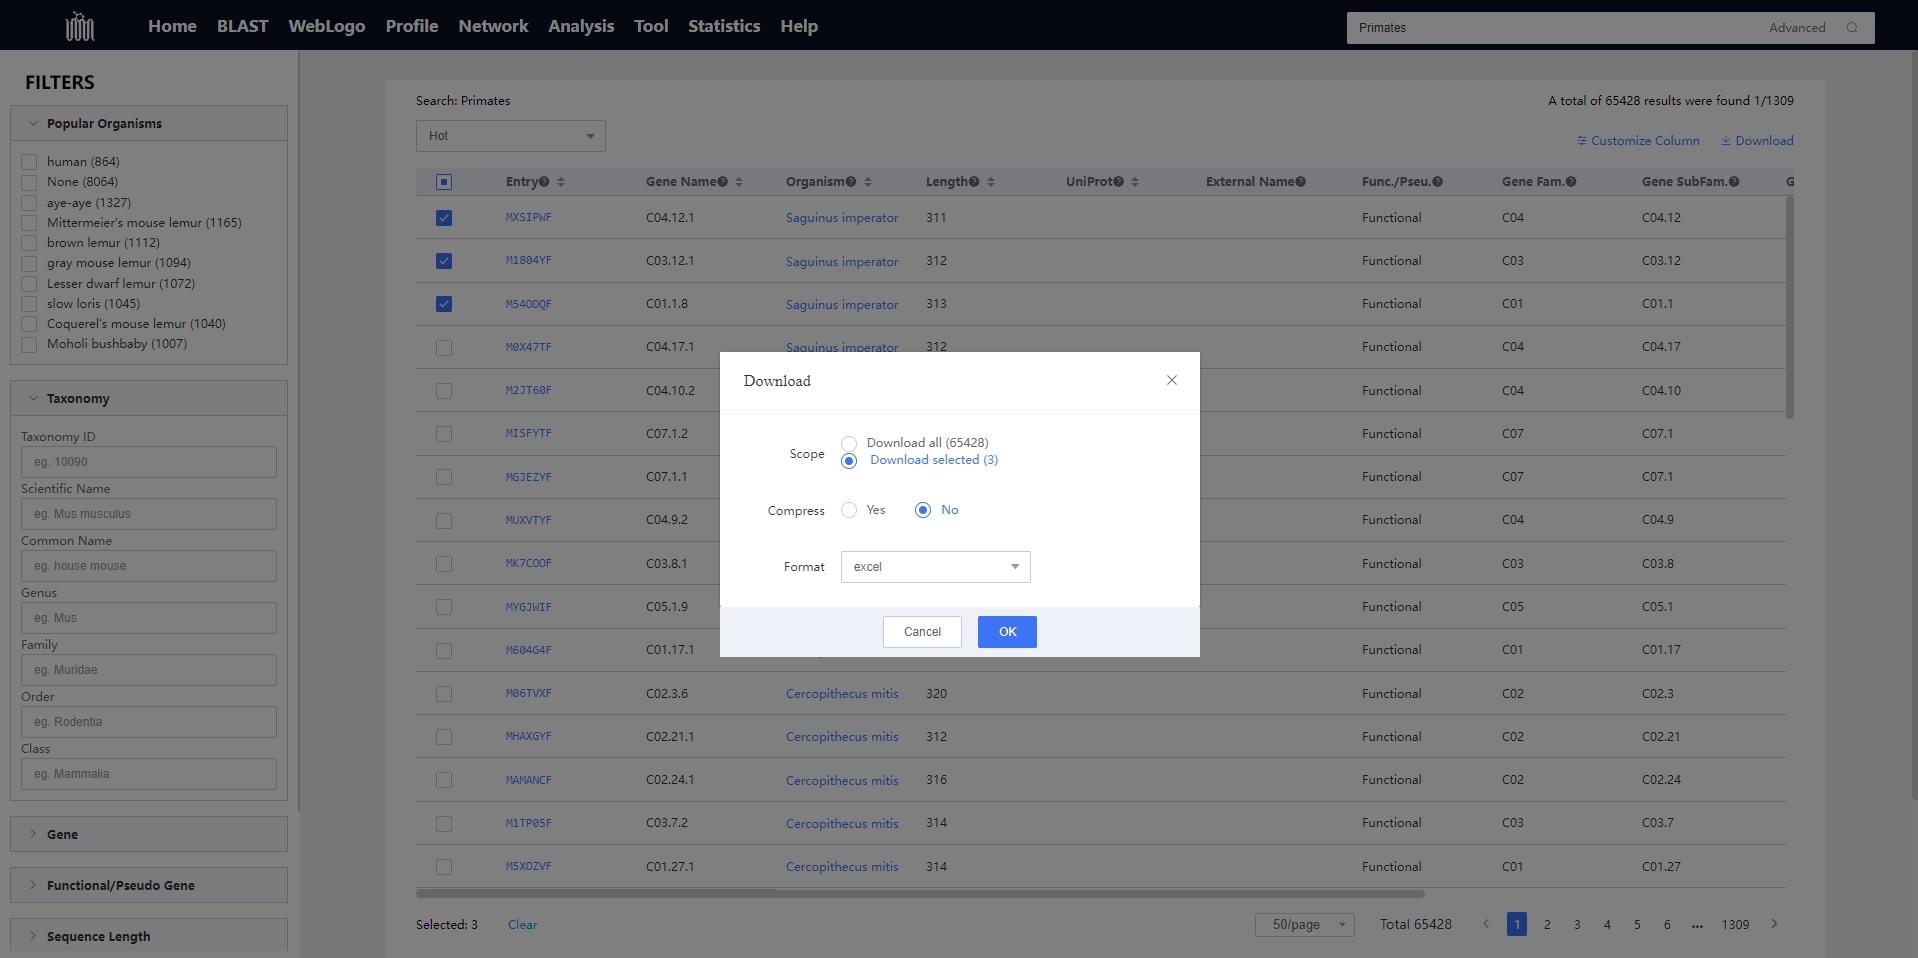 Home BLAST WebLogo Profile Network Analysis Tool Statistics Help
Primates Advanced
FILTERS
Popular Organisms
human (864)
None (8064)
aye-aye (1327)
Mittermeier's mouse lemur (1165)
brown lemur (1112)
gray mouse lemur (1094)
Lesser dwarf lemur (1072)
slow loris (1045)
Coquerel's mouse lemur (1040)
Moholi bushbaby (1007)
Taxonomy
Taxonomy ID
eg. 10090
Scientific Name
eg. Mus musculus
Common Name
eg. house mouse
Genus
eg. Mus
Family
eg. Muridae
Order
eg. Rodentia
Class
eg. Mammalia
Gene
Functional/Pseudo Gene
Sequence Length
Search: Primates
A total of 65428 results were found 1/1309
Hot
Customize Column Download
Entry Gene Name Organism Length UniProt External Name Func./Pseu. Gene Fam. Gene SubFam. G
MXSIPWF C04.12.1 Saguinus imperator 311 Functional C04 C04.12
M1804YF C03.12.1 Saguinus imperator 312 Functional C03 C03.12
M54ODQF C01.1.8 Saguinus imperator 313 Functional C01 C01.1
M0X47TF C04.17.1 Saguinus imperator 312 Functional C04 C04.17
M2JT60F C04.10.2 Functional C04 C04.10
MISFYTF C07.1.2 Functional C07 C07.1
MGJEZYF C07.1.1 Functional C07 C07.1
MUXVTYF C04.9.2 Functional C04 C04.9
MK7COOF C03.8.1 Functional C03 C03.8
MYGJWIF C05.1.9 Functional C05 C05.1
M604G4F C01.17.1 Functional C01 C01.17
M06TVXF C02.3.6 Cercopithecus mitis 320 Functional C02 C02.3
MHAXGYF C02.21.1 Cercopithecus mitis 312 Functional C02 C02.21
MAMANCF C02.24.1 Cercopithecus mitis 316 Functional C02 C02.24
M1TP05F C03.7.2 Cercopithecus mitis 314 Functional C03 C03.7
M5XOZVF C01.27.1 Cercopithecus mitis 314 Functional C01 C01.27
Selected: 3 Clear
50/page Total 65428 1 2 3 4 5 6 ... 1309
Download
Scope
Download all (65428)
Download selected (3)
Compress Yes No
Format excel
Cancel OK